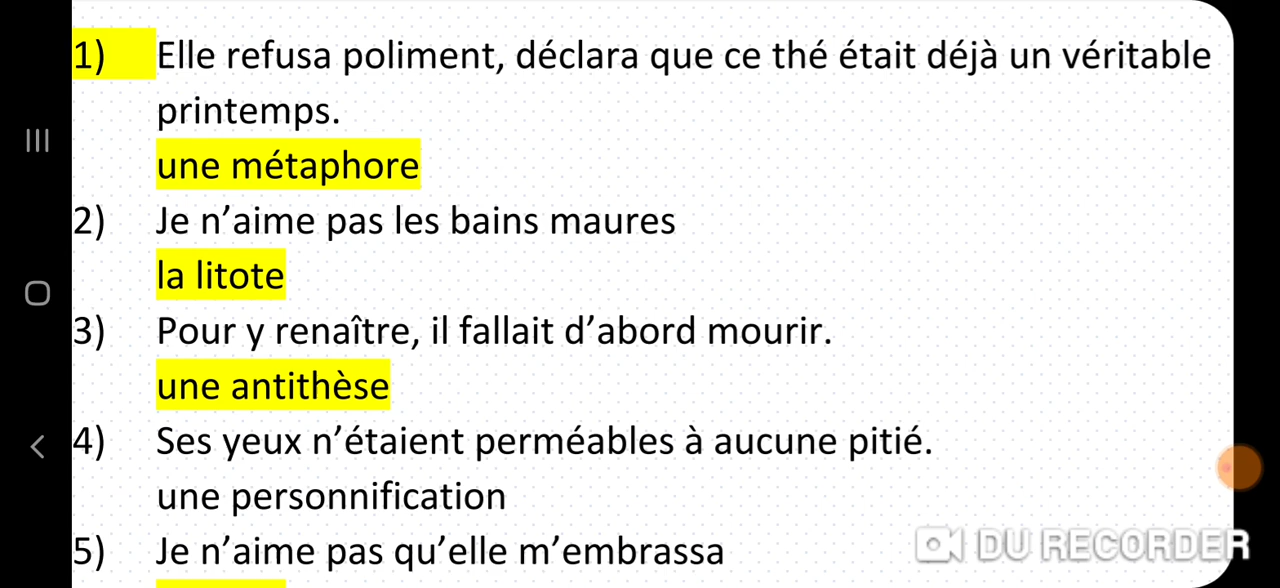 1) Elle refusa poliment, déclara que ce thé était déjà un véritable
printemps.
une métaphore
2) Je n’aime pas les bains maures
la litote
3) Pour y renaître, il fallait d’abord mourir.
une antithèse
4) Ses yeux n’étaient perméables à aucune pitié.
une personnification
5) Je n’aime pas qu’elle m’embrassa
DU RECORDER